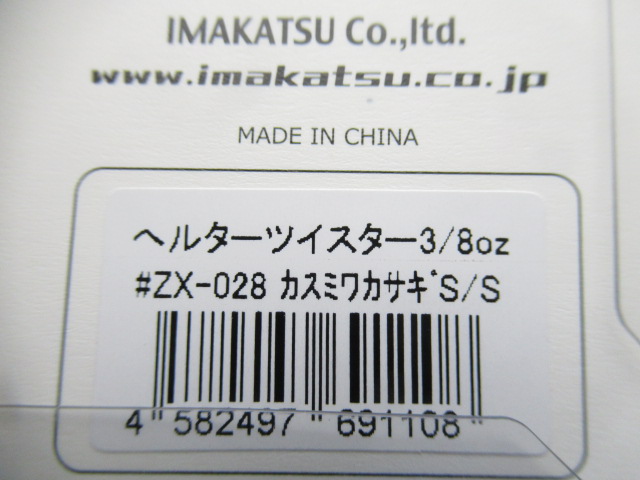 IMAKATSU Co.,ltd.
www.imakatsu.co.jp
MADE IN CHINA
ヘルターツイスター3/8oz
#ZX-028 ｶｽﾐﾜｶｻｷﾞS/S
4 582497 691108